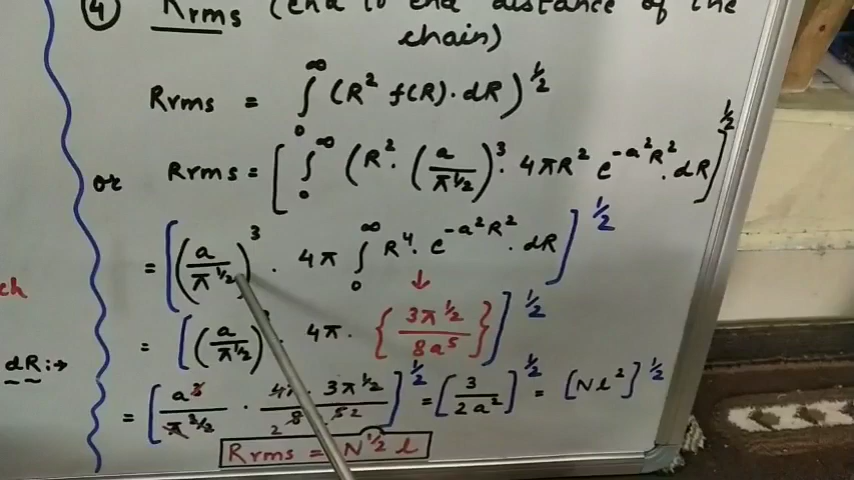 ④ Rrms (end to end distance of the
chain)
Rrms = ∫₀^∞ (R² f(R)·dR)^½
or Rrms = [∫₀^∞ (R²·(a/π^½)³·4πR² e^{-a²R²}·dR)]^½
= [(a/π^½)³·4π ∫₀^∞ R⁴·e^{-a²R²}·dR]^½
ch
= [(a/π^½) 4π·{3π^½/8a⁵}]^½
dR:→
= [a³/π^{3/2} · 3π^½/8]^½ = [3/2a²]^½ = [Nl²]^½
Rrms = N^½ l